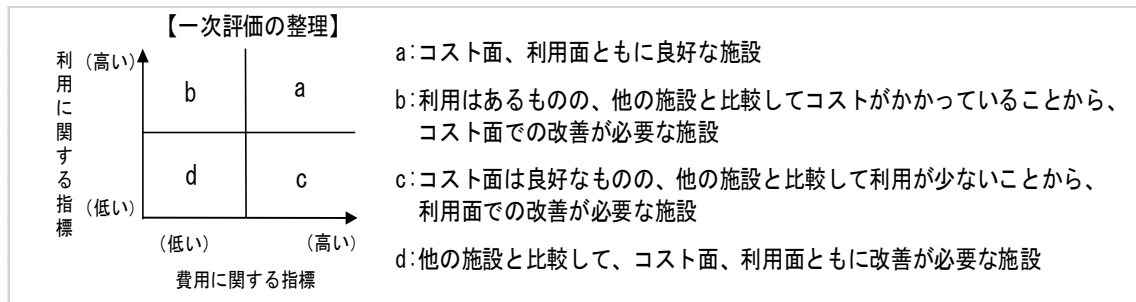 【一次評価の整理】
利用に関する指標
(高い)
b
a
d
c
(低い)
(低い)
(高い)
費用に関する指標
a:コスト面、利用面ともに良好な施設
b:利用はあるものの、他の施設と比較してコストがかかっていることから、
コスト面での改善が必要な施設
c:コスト面は良好なものの、他の施設と比較して利用が少ないことから、
利用面での改善が必要な施設
d:他の施設と比較して、コスト面、利用面ともに改善が必要な施設